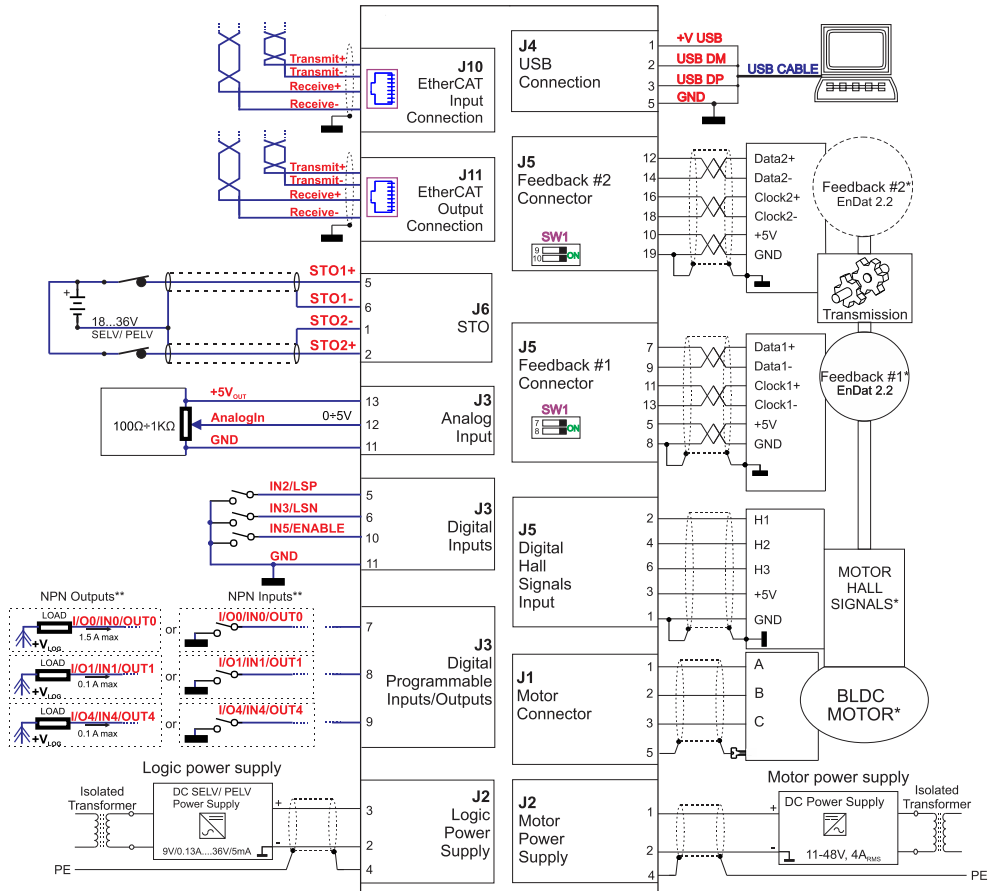 J10
EtherCAT
Input
Connection
Transmit+
Transmit-
Receive+
Receive-
J11
EtherCAT
Output
Connection
Transmit+
Transmit-
Receive+
Receive-
STO1+
5
STO1-
6
STO2-
1
STO2+
2
J6
STO
+
18...36V
SELV/ PELV
J3
Analog
Input
+5VOUT
13
AnalogIn
0÷5V
12
GND
11
100Ω÷1KΩ
J3
Digital
Inputs
IN2/LSP
5
IN3/LSN
6
IN5/ENABLE
10
GND
11
NPN Outputs**
NPN Inputs**
LOAD
I/O0/IN0/OUT0
1.5 A max
+VLOG
or
I/O0/IN0/OUT0
7
LOAD
I/O1/IN1/OUT1
0.1 A max
+VLOG
or
I/O1/IN1/OUT1
8
LOAD
I/O4/IN4/OUT4
0.1 A max
+VLOG
or
I/O4/IN4/OUT4
9
J3
Digital
Programmable
Inputs/Outputs
Logic power supply
Isolated
Transformer
DC SELV/ PELV
Power Supply
9V/0.13A....36V/5mA
+
-
PE
3
2
4
J2
Logic
Power
Supply
J4
USB
Connection
1
+V USB
2
USB DM
3
USB DP
5
GND
USB CABLE
J5
Feedback #2
Connector
SW1
9
10
ON
12
Data2+
14
Data2-
16
Clock2+
18
Clock2-
10
+5V
19
GND
Feedback #2*
EnDat 2.2
Transmission
J5
Feedback #1
Connector
SW1
7
8
ON
7
Data1+
9
Data1-
11
Clock1+
13
Clock1-
5
+5V
8
GND
Feedback #1*
EnDat 2.2
J5
Digital
Hall
Signals
Input
2
H1
4
H2
6
H3
3
+5V
1
GND
MOTOR
HALL
SIGNALS*
J1
Motor
Connector
1
A
2
B
3
C
5
BLDC
MOTOR*
Motor power supply
J2
Motor
Power
Supply
1
2
4
+
-
DC Power Supply
11-48V, 4ARMS
Isolated
Transformer
PE